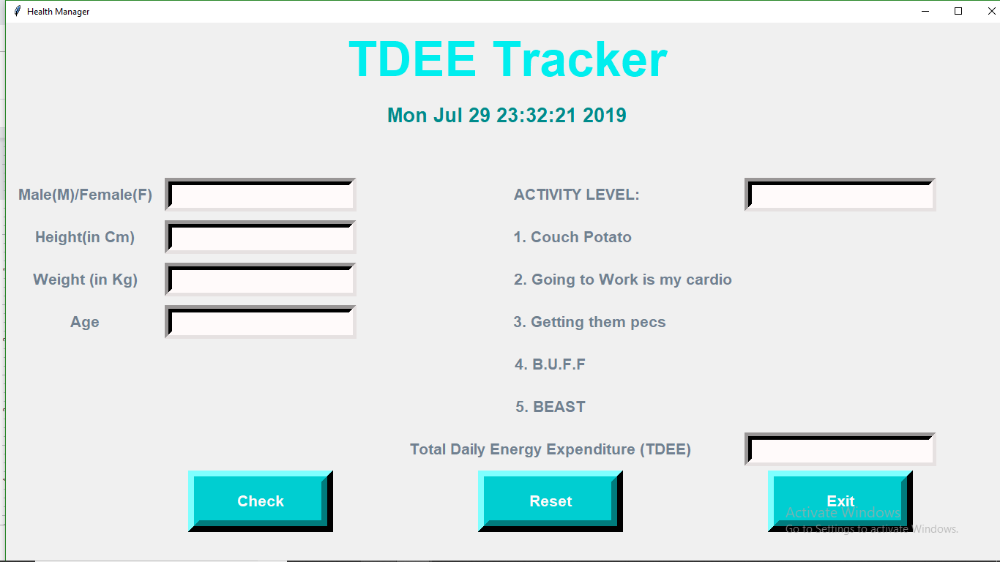 Health Manager
TDEE Tracker
Mon Jul 29 23:32:21 2019
Male(M)/Female(F)
ACTIVITY LEVEL:
Height(in Cm)
1. Couch Potato
Weight (in Kg)
2. Going to Work is my cardio
Age
3. Getting them pecs
4. B.U.F.F
5. BEAST
Total Daily Energy Expenditure (TDEE)
Check
Reset
Exit
Activate Windows
Go to Settings to activate Windows.